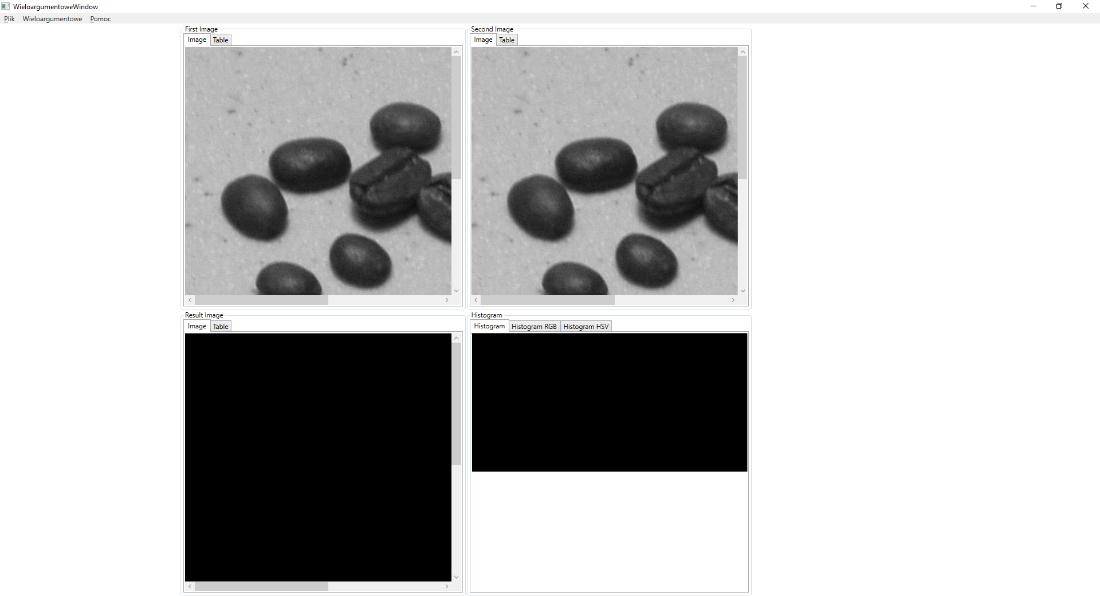 WieloargumentoweWindow
Plik Wieloargumentowe Pomoc
First Image
Image Table
Second Image
Image Table
Result Image
Image Table
Histogram
Histogram Histogram RGB Histogram HSV